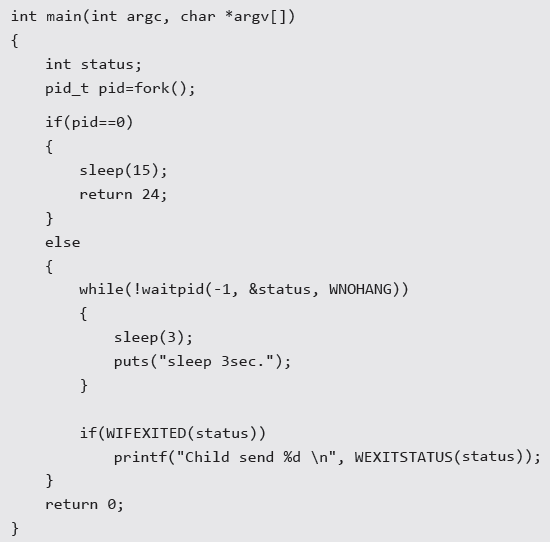 int main(int argc, char *argv[])
{
    int status;
    pid_t pid=fork();
    if(pid==0)
    {
        sleep(15);
        return 24;
    }
    else
    {
        while(!waitpid(-1, &status, WNOHANG))
        {
            sleep(3);
            puts("sleep 3sec.");
        }
        if(WIFEXITED(status))
            printf("Child send %d \n", WEXITSTATUS(status));
    }
    return 0;
}